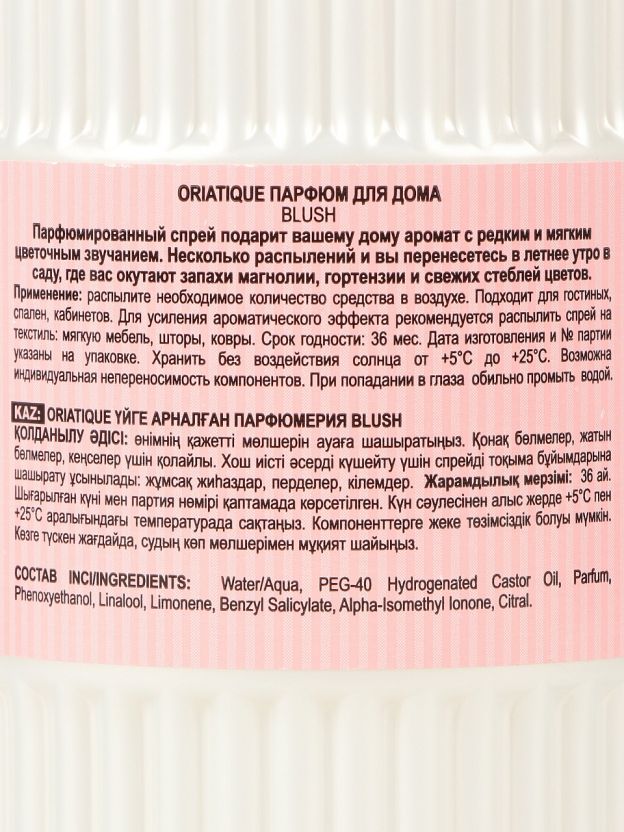 ORIATIQUE ПАРФЮМ ДЛЯ ДОМА
BLUSH
Парфюмированный спрей подарит вашему дому аромат с редким и мягким
цветочным звучанием. Несколько распылений и вы перенесетесь в летнее утро в
саду, где вас окутают запахи магнолии, гортензии и свежих стеблей цветов.
Применение: распылите необходимое количество средства в воздухе. Подходит для гостиных,
спален, кабинетов. Для усиления ароматического эффекта рекомендуется распылить спрей на
текстиль: мягкую мебель, шторы, ковры. Срок годности: 36 мес. Дата изготовления и № партии
указаны на упаковке. Хранить без воздействия солнца от +5°С до +25°С. Возможна
индивидуальная непереносимость компонентов. При попадании в глаза обильно промыть водой.
KAZ: ORIATIQUE ҮЙГЕ АРНАЛҒАН ПАРФЮМЕРИЯ BLUSH
ҚОЛДАНЫЛУ ӘДІСІ: өнімнің қажетті мөлшерін ауаға шашыратыңыз. Қонақ бөлмелер, жатын
бөлмелер, кеңселер үшін қолайлы. Хош иісті әсерді күшейту үшін спрейді тоқыма бұйымдарына
шашырату ұсынылады: жұмсақ жиһаздар, перделер, кілемдер. Жарамдылық мерзімі: 36 ай.
Шығарылған күні мен партия нөмірі қаптамада көрсетілген. Күн сәулесінен алыс жерде +5°С пен
+25°С аралығындағы температурада сақтаңыз. Компоненттерге жеке төзімсіздік болуы мүмкін.
Көзге түскен жағдайда, судың көп мөлшерімен мұқият шайыңыз.
СОСТАВ INCI/INGREDIENTS: Water/Aqua, PEG-40 Hydrogenated Castor Oil, Parfum,
Phenoxyethanol, Linalool, Limonene, Benzyl Salicylate, Alpha-Isomethyl Ionone, Citral.